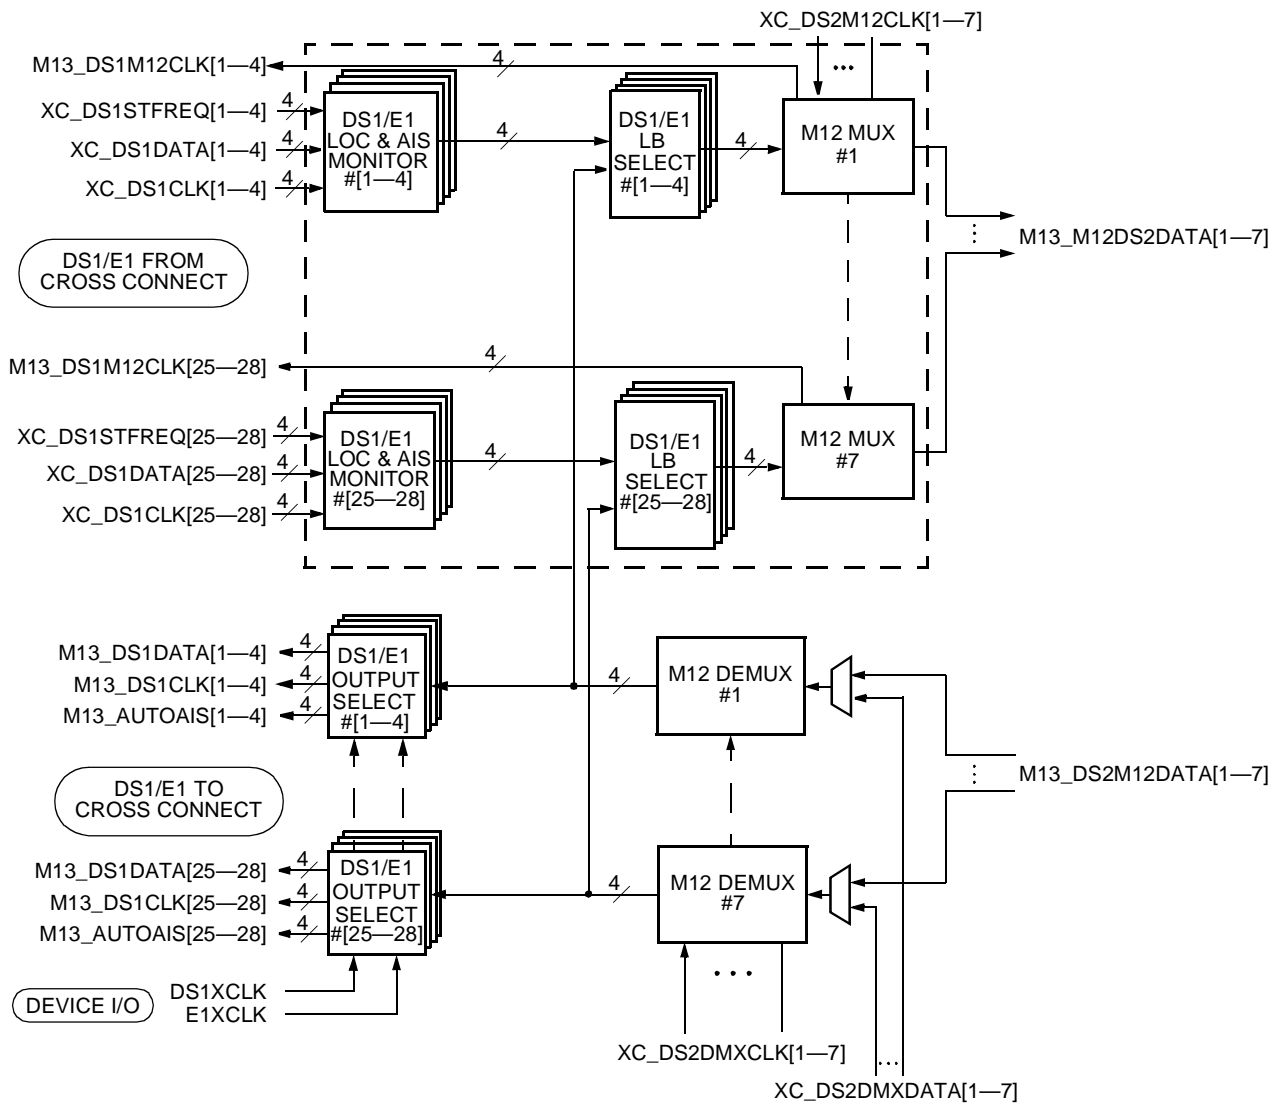 XC_DS2M12CLK[1—7]
M13_DS1M12CLK[1—4]
4
•••
XC_DS1STFREQ[1—4]
4
XC_DS1DATA[1—4]
4
XC_DS1CLK[1—4]
4
DS1/E1
LOC & AIS
MONITOR
#[1—4]
4
DS1/E1
LB
SELECT
#[1—4]
4
M12 MUX
#1
M13_M12DS2DATA[1—7]
DS1/E1 FROM
CROSS CONNECT
M13_DS1M12CLK[25—28]
4
XC_DS1STFREQ[25—28]
4
XC_DS1DATA[25—28]
4
XC_DS1CLK[25—28]
4
DS1/E1
LOC & AIS
MONITOR
#[25—28]
4
DS1/E1
LB
SELECT
#[25—28]
4
M12 MUX
#7
M13_DS1DATA[1—4]
4
M13_DS1CLK[1—4]
4
M13_AUTOAIS[1—4]
4
DS1/E1
OUTPUT
SELECT
#[1—4]
4
M12 DEMUX
#1
M13_DS2M12DATA[1—7]
DS1/E1 TO
CROSS CONNECT
M13_DS1DATA[25—28]
4
M13_DS1CLK[25—28]
4
M13_AUTOAIS[25—28]
4
DS1/E1
OUTPUT
SELECT
#[25—28]
4
M12 DEMUX
#7
•••
DEVICE I/O
DS1XCLK
E1XCLK
XC_DS2DMXCLK[1—7]
XC_DS2DMXDATA[1—7]